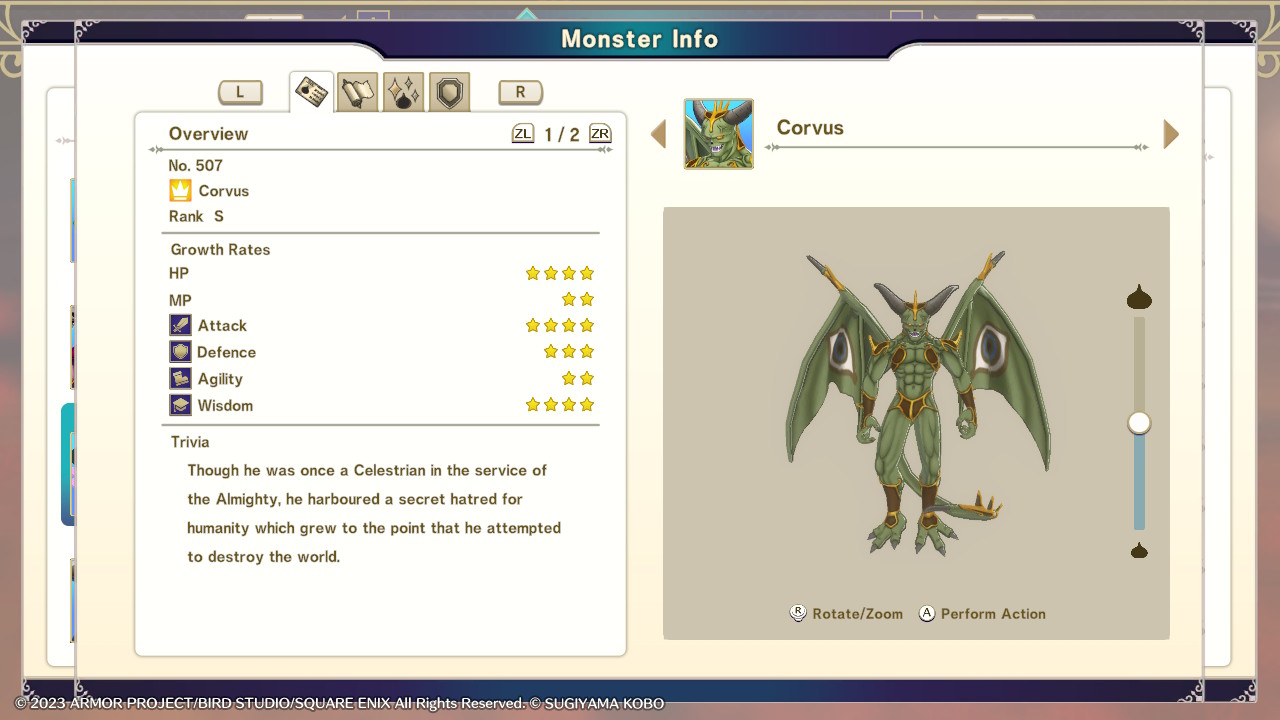 Monster Info
L
R
Overview
ZL 1 / 2 ZR
No. 507
Corvus
Rank S
Growth Rates
HP
MP
Attack
Defence
Agility
Wisdom
Trivia
Though he was once a Celestrian in the service of
the Almighty, he harboured a secret hatred for
humanity which grew to the point that he attempted
to destroy the world.
Corvus
R Rotate/Zoom A Perform Action
© 2023 ARMOR PROJECT/BIRD STUDIO/SQUARE ENIX All Rights Reserved. © SUGIYAMA KOBO